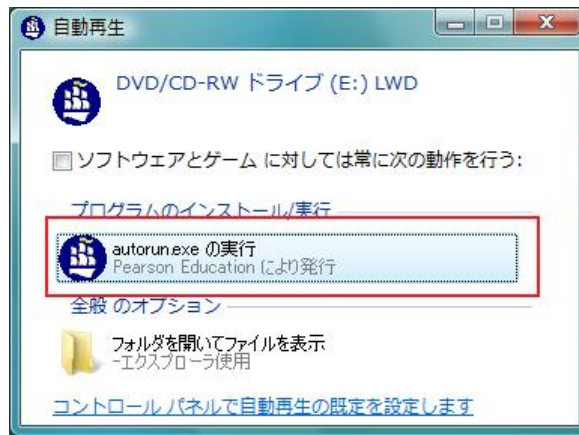 自動再生
DVD/CD-RW ドライブ (E:) LWD
ソフトウェアとゲーム に対しては常に次の動作を行う:
プログラムのインストール/実行
autorun.exe の実行
Pearson Education により発行
全般 のオプション
フォルダを開いてファイルを表示
-エクスプローラ使用
コントロール パネルで自動再生の既定を設定します